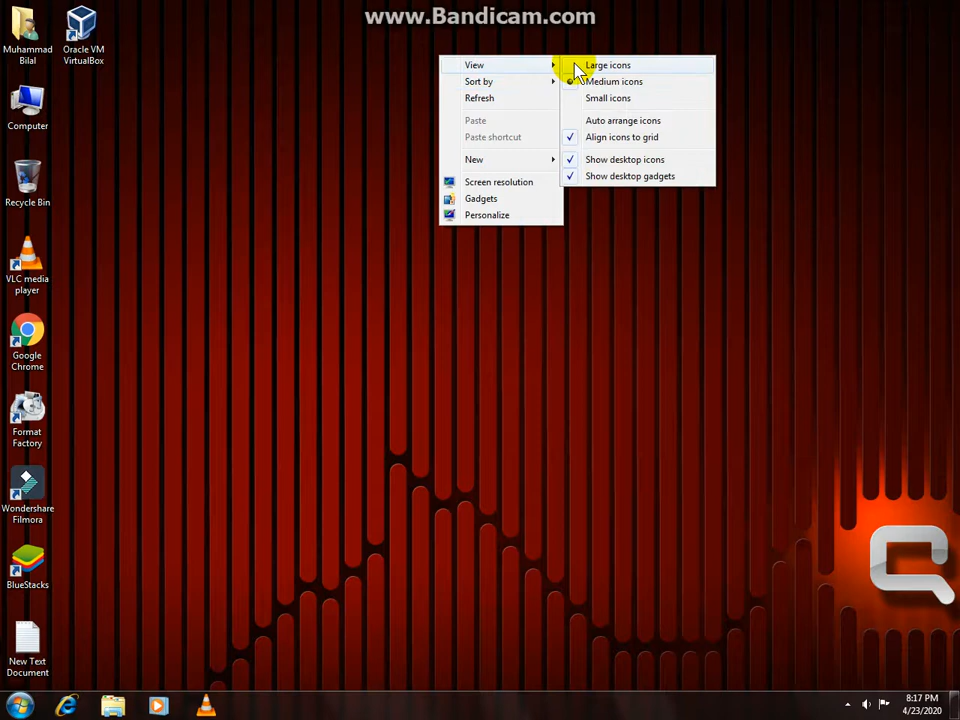 www.Bandicam.com
Muhammad
Bilal
Oracle VM
VirtualBox
Computer
Recycle Bin
VLC media
player
Google
Chrome
Format
Factory
Wondershare
Filmora
BlueStacks
New Text
Document
View
Sort by
Refresh
Paste
Paste shortcut
New
Screen resolution
Gadgets
Personalize
Large icons
Medium icons
Small icons
Auto arrange icons
Align icons to grid
Show desktop icons
Show desktop gadgets
8:17 PM
4/23/2020